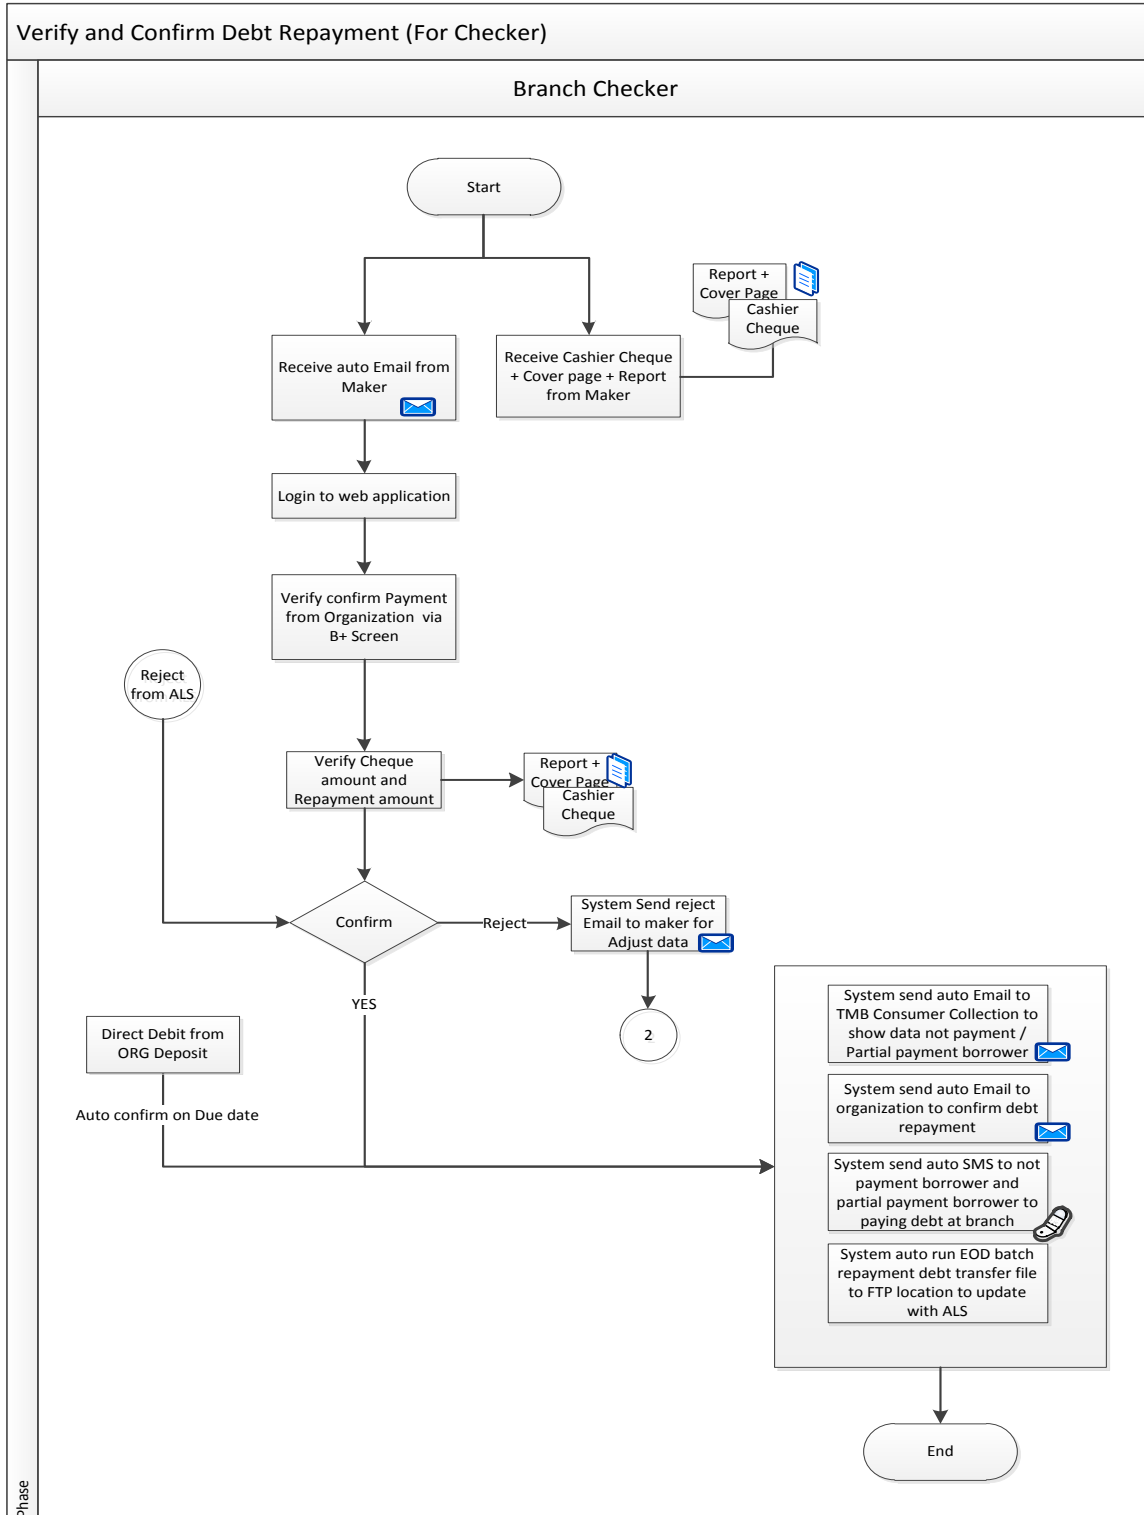 Verify and Confirm Debt Repayment (For Checker)
Branch Checker
Start
Report +
Cover Page
Cashier
Cheque
Receive auto Email from
Maker
Receive Cashier Cheque
+ Cover page + Report
from Maker
Login to web application
Verify confirm Payment
from Organization via
B+ Screen
Reject
from ALS
Verify Cheque
amount and
Repayment amount
Report +
Cover Page
Cashier
Cheque
Confirm
Reject
System Send reject
Email to maker for
Adjust data
YES
2
Direct Debit from
ORG Deposit
Auto confirm on Due date
System send auto Email to
TMB Consumer Collection to
show data not payment /
Partial payment borrower
System send auto Email to
organization to confirm debt
repayment
System send auto SMS to not
payment borrower and
partial payment borrower to
paying debt at branch
System auto run EOD batch
repayment debt transfer file
to FTP location to update
with ALS
End
Phase